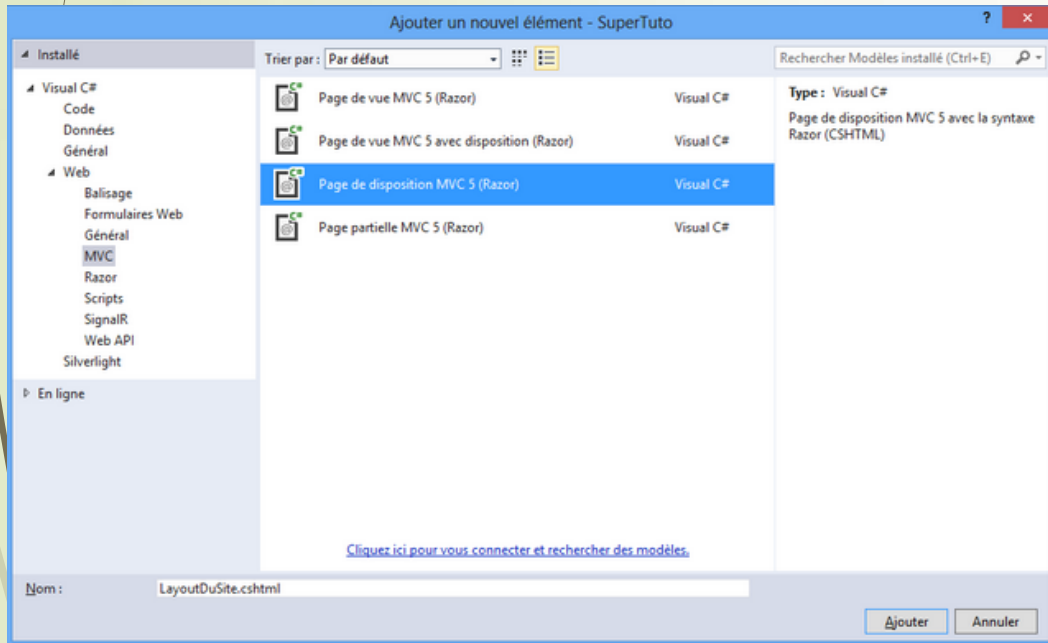 Ajouter un nouvel élément - SuperTuto
?
Installé
Visual C#
Code
Données
Général
Web
Balisage
Formulaires Web
Général
MVC
Razor
Scripts
SignalR
Web API
Silverlight
En ligne
Trier par : Par défaut
Page de vue MVC 5 (Razor) Visual C#
Page de vue MVC 5 avec disposition (Razor) Visual C#
Page de disposition MVC 5 (Razor) Visual C#
Page partielle MVC 5 (Razor) Visual C#
Cliquez ici pour vous connecter et rechercher des modèles.
Rechercher Modèles installé (Ctrl+E)
Type : Visual C#
Page de disposition MVC 5 avec la syntaxe
Razor (CSHTML)
Nom : LayoutDuSite.cshtml
Ajouter Annuler